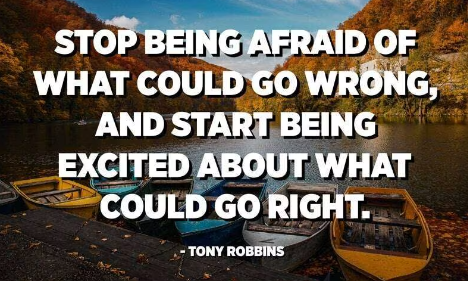 STOP BEING AFRAID OF
WHAT COULD GO WRONG,
AND START BEING
EXCITED ABOUT WHAT
COULD GO RIGHT.
- TONY ROBBINS